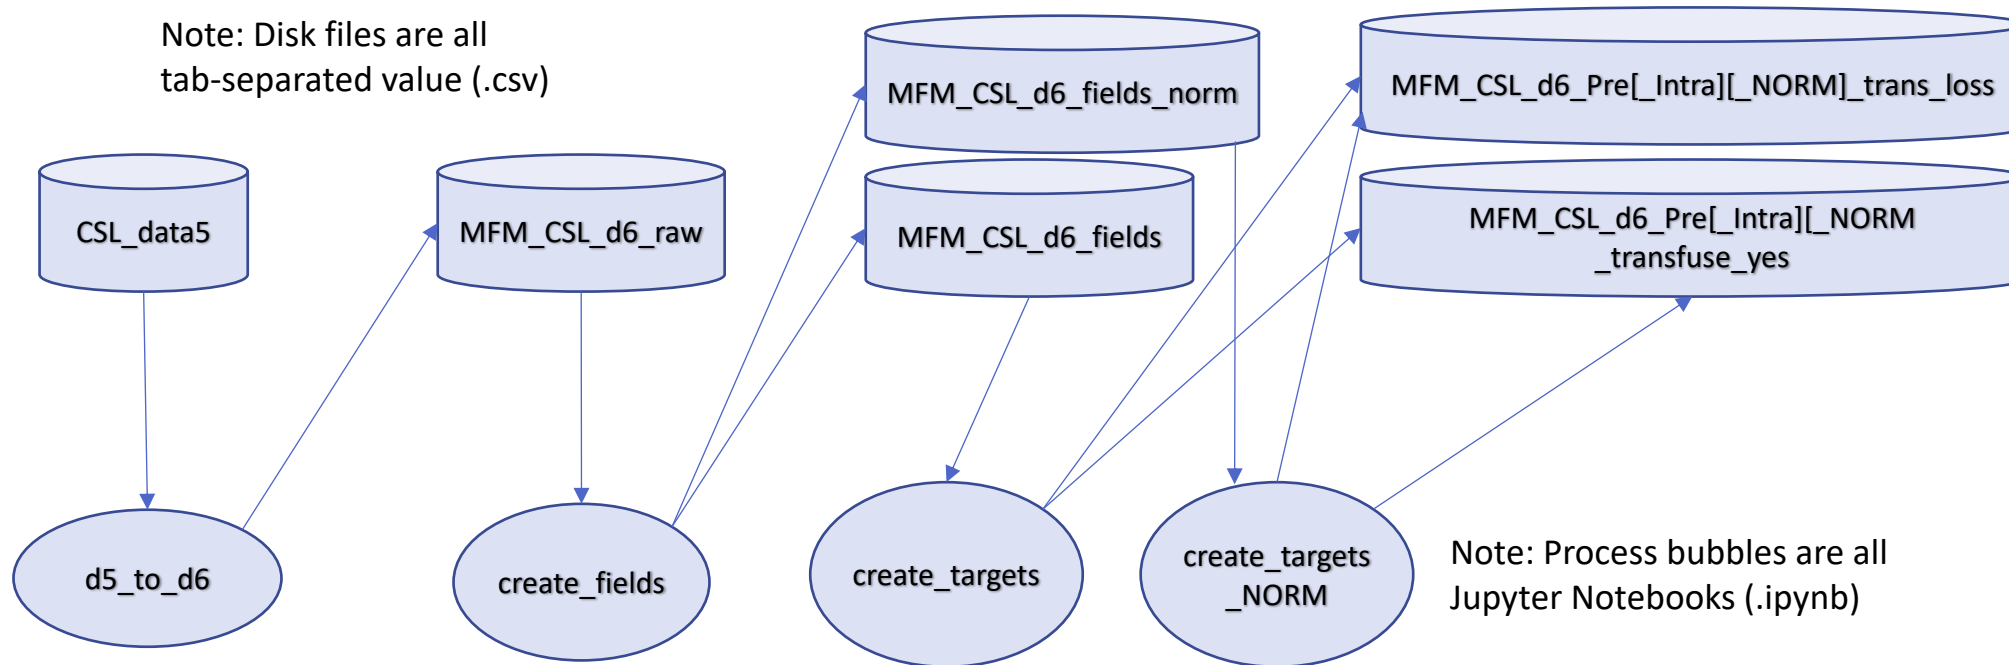 Note: Disk files are all
tab-separated value (.csv)
MFM_CSL_d6_fields_norm
MFM_CSL_d6_Pre[_Intra][_NORM]_trans_loss
CSL_data5
MFM_CSL_d6_raw
MFM_CSL_d6_fields
MFM_CSL_d6_Pre[_Intra][_NORM
_transfuse_yes
d5_to_d6
create_fields
create_targets
create_targets
_NORM
Note: Process bubbles are all
Jupyter Notebooks (.ipynb)